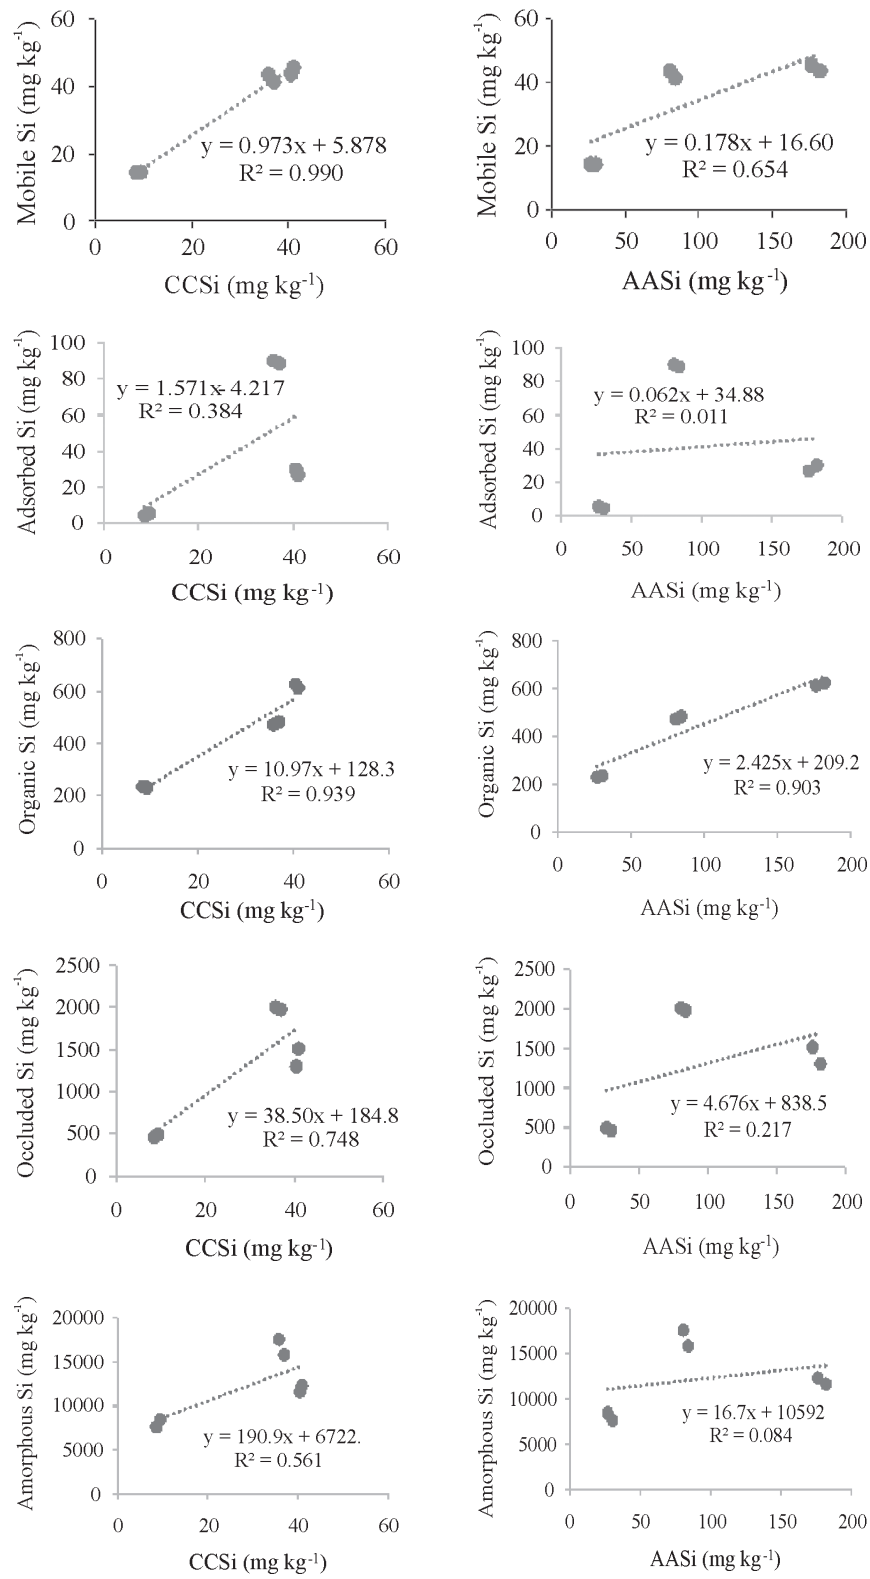 Mobile Si (mg kg⁻¹)
60
40
20
0
y = 0.973x + 5.878
R² = 0.990
0 20 40 60
CCSi (mg kg⁻¹)
Mobile Si (mg kg⁻¹)
60
40
20
0
y = 0.178x + 16.60
R² = 0.654
0 50 100 150 200
AASi (mg kg⁻¹)
Adsorbed Si (mg kg⁻¹)
100
80
60
40
20
0
y = 1.571x- 4.217
R² = 0.384
0 20 40 60
CCSi (mg kg⁻¹)
Adsorbed Si (mg kg⁻¹)
100
80
60
40
20
0
y = 0.062x + 34.88
R² = 0.011
0 50 100 150 200
AASi (mg kg⁻¹)
Organic Si (mg kg⁻¹)
800
600
400
200
0
y = 10.97x + 128.3
R² = 0.939
0 20 40 60
CCSi (mg kg⁻¹)
Organic Si (mg kg⁻¹)
800
600
400
200
0
y = 2.425x + 209.2
R² = 0.903
0 50 100 150 200
AASi (mg kg⁻¹)
Occluded Si (mg kg⁻¹)
2500
2000
1500
1000
500
0
y = 38.50x + 184.8
R² = 0.748
0 20 40 60
CCSi (mg kg⁻¹)
Occluded Si (mg kg⁻¹)
2500
2000
1500
1000
500
0
y = 4.676x + 838.5
R² = 0.217
0 50 100 150 200
AASi (mg kg⁻¹)
Amorphous Si (mg kg⁻¹)
20000
15000
10000
5000
0
y = 190.9x + 6722.
R² = 0.561
0 20 40 60
CCSi (mg kg⁻¹)
Amorphous Si (mg kg⁻¹)
20000
15000
10000
5000
0
y = 16.7x + 10592
R² = 0.084
0 50 100 150 200
AASi (mg kg⁻¹)